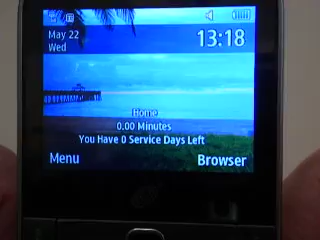 May 22
Wed
13:18
Home
0.00 Minutes
You Have 0 Service Days Left
Menu
Browser